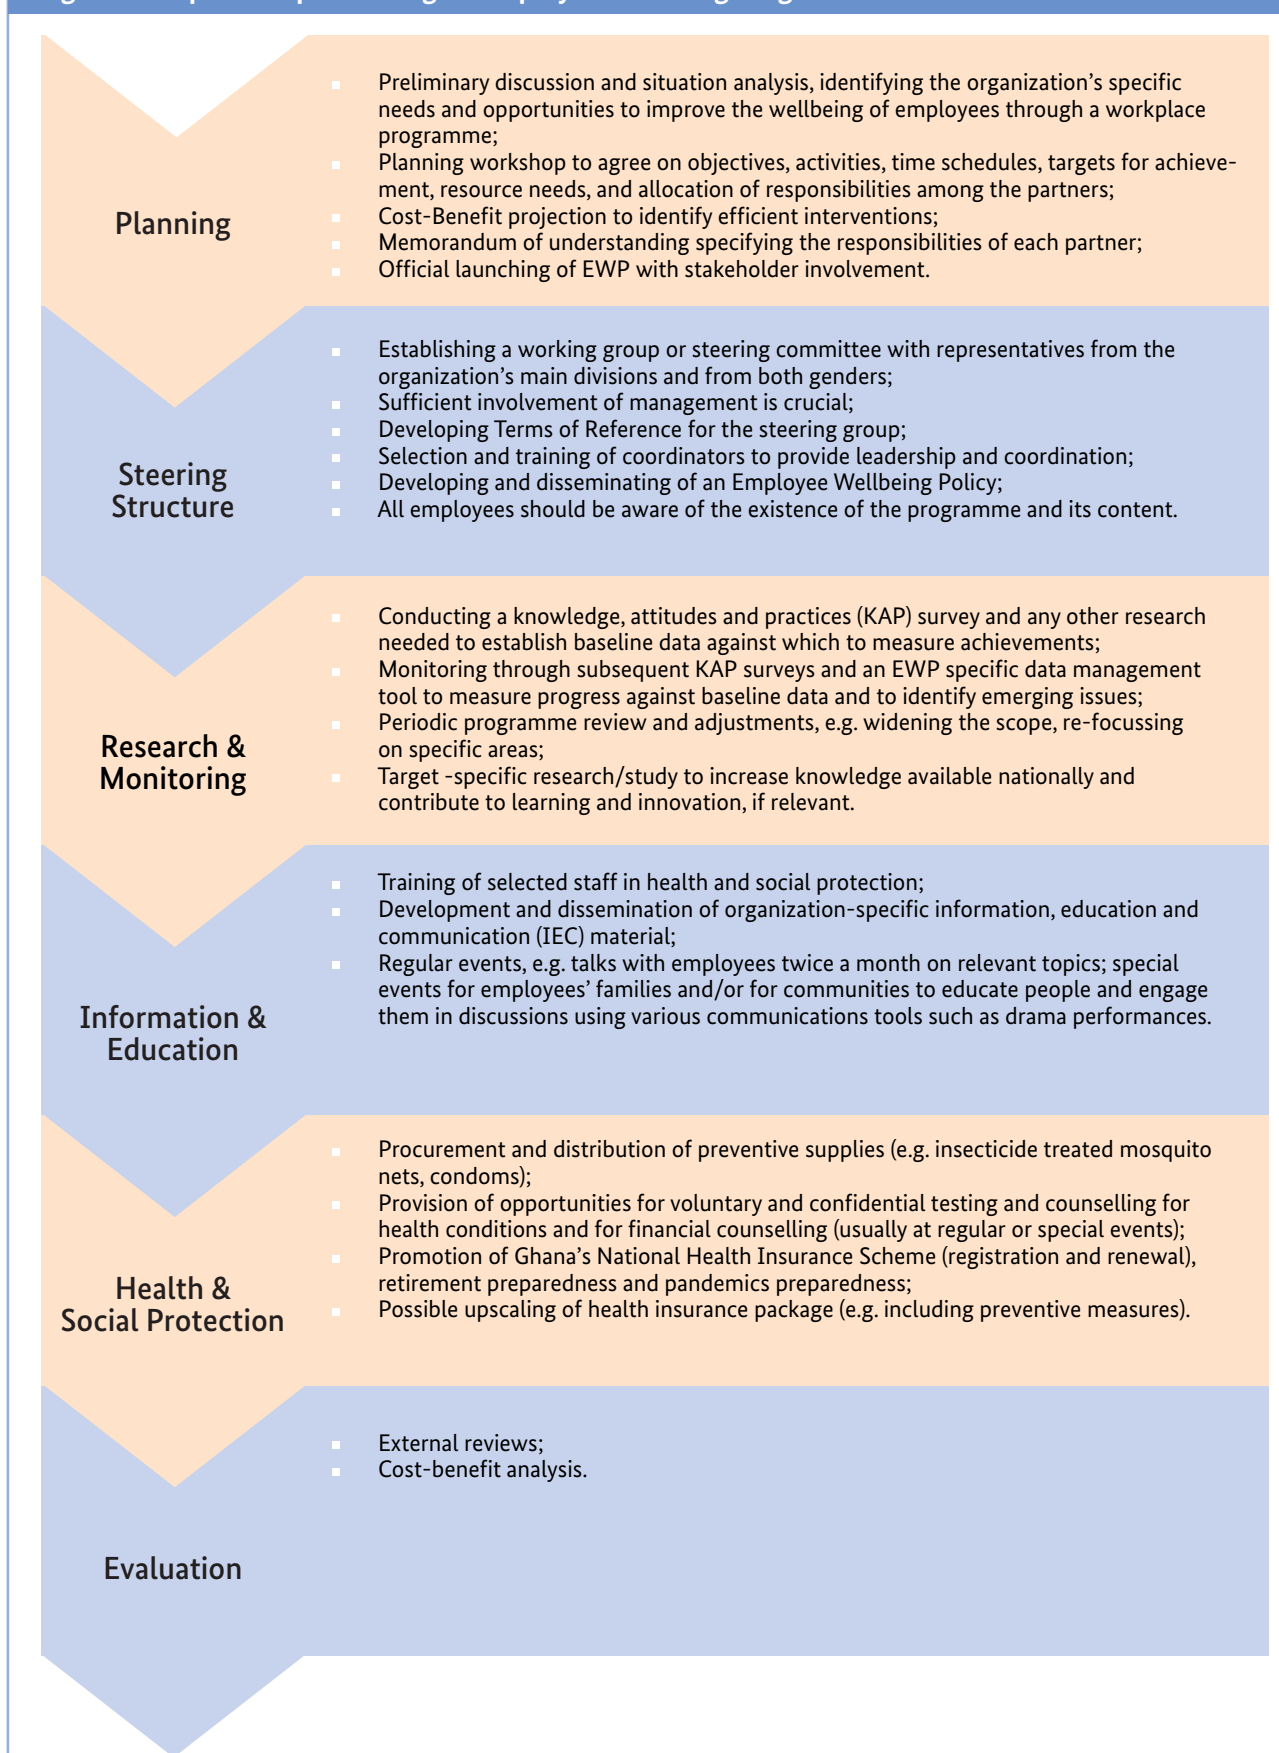 Planning
Preliminary discussion and situation analysis, identifying the organization’s specific
needs and opportunities to improve the wellbeing of employees through a workplace
programme;
Planning workshop to agree on objectives, activities, time schedules, targets for achieve-
ment, resource needs, and allocation of responsibilities among the partners;
Cost-Benefit projection to identify efficient interventions;
Memorandum of understanding specifying the responsibilities of each partner;
Official launching of EWP with stakeholder involvement.
Steering
Structure
Establishing a working group or steering committee with representatives from the
organization’s main divisions and from both genders;
Sufficient involvement of management is crucial;
Developing Terms of Reference for the steering group;
Selection and training of coordinators to provide leadership and coordination;
Developing and disseminating of an Employee Wellbeing Policy;
All employees should be aware of the existence of the programme and its content.
Research &
Monitoring
Conducting a knowledge, attitudes and practices (KAP) survey and any other research
needed to establish baseline data against which to measure achievements;
Monitoring through subsequent KAP surveys and an EWP specific data management
tool to measure progress against baseline data and to identify emerging issues;
Periodic programme review and adjustments, e.g. widening the scope, re-focussing
on specific areas;
Target -specific research/study to increase knowledge available nationally and
contribute to learning and innovation, if relevant.
Information &
Education
Training of selected staff in health and social protection;
Development and dissemination of organization-specific information, education and
communication (IEC) material;
Regular events, e.g. talks with employees twice a month on relevant topics; special
events for employees’ families and/or for communities to educate people and engage
them in discussions using various communications tools such as drama performances.
Health &
Social Protection
Procurement and distribution of preventive supplies (e.g. insecticide treated mosquito
nets, condoms);
Provision of opportunities for voluntary and confidential testing and counselling for
health conditions and for financial counselling (usually at regular or special events);
Promotion of Ghana’s National Health Insurance Scheme (registration and renewal),
retirement preparedness and pandemics preparedness;
Possible upscaling of health insurance package (e.g. including preventive measures).
Evaluation
External reviews;
Cost-benefit analysis.